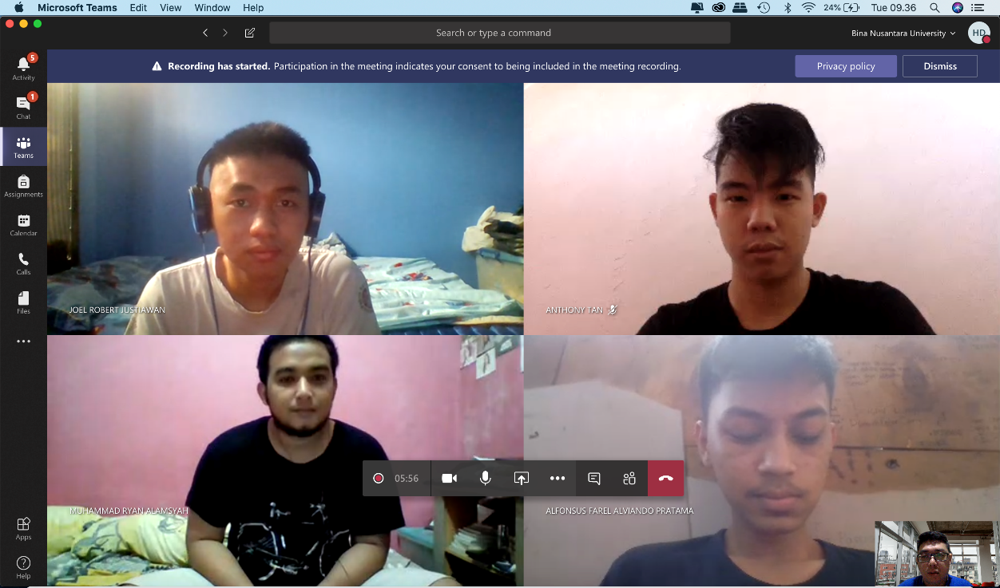 Microsoft Teams Edit View Window Help 24% Tue 09.36
Search or type a command
Bina Nusantara University
HD
Recording has started. Participation in the meeting indicates your consent to being included in the meeting recording.
Privacy policy
Dismiss
5
Activity
1
Chat
Teams
Assignments
Calendar
Calls
Files
Apps
Help
JOEL ROBERT JUSTIAWAN
ANTHONY TAN
05:56
MUHAMMAD RYAN ALAMSYAH
ALFONSUS FAREL ALVIANDO PRATAMA